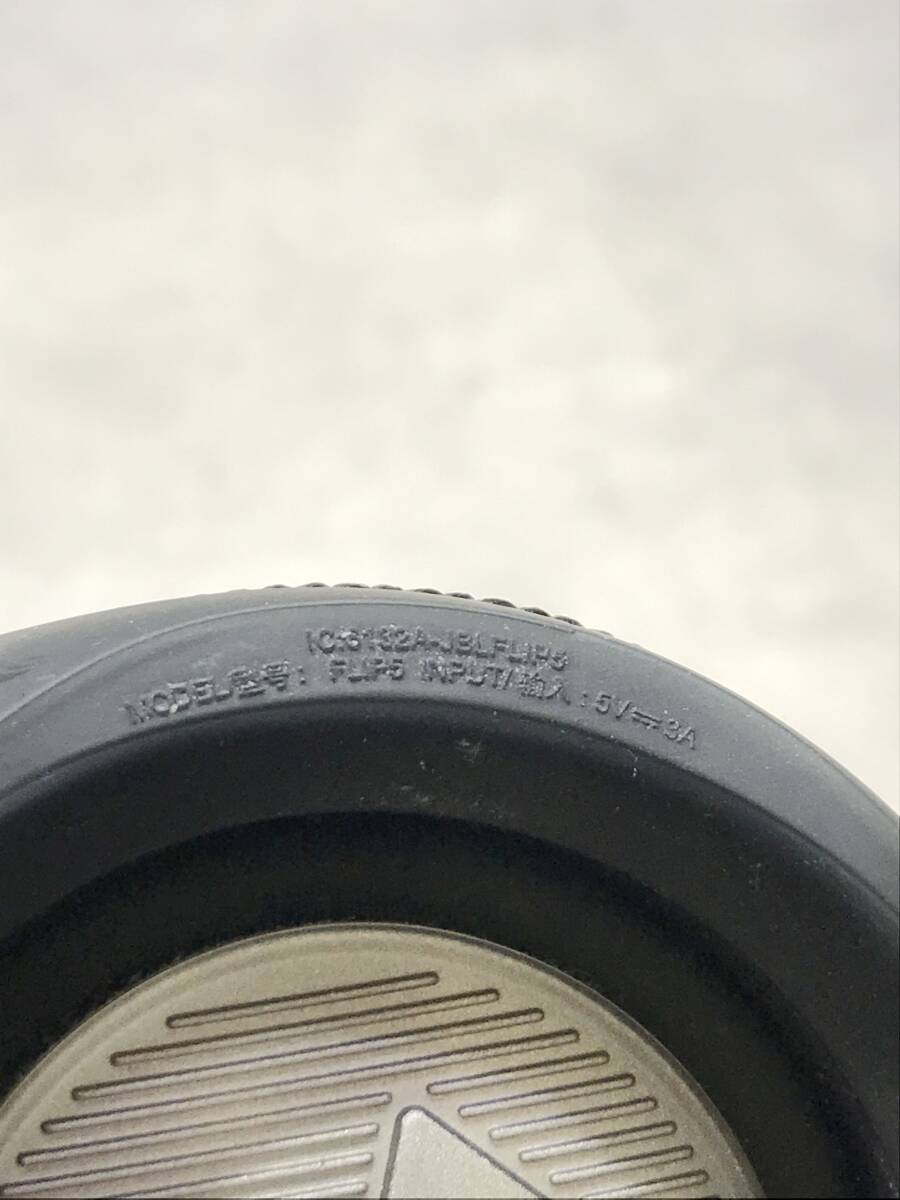 IC:6132A-JBLFLIP5
MODEL型号: FLIP5 INPUT/输入: 5V⎓3A